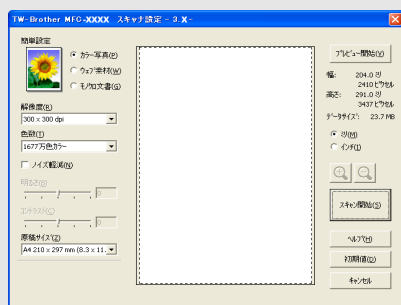 TW-Brother MFC-XXXX スキャナ設定 - 3.X-
簡単設定
カラー写真(P)
ウェブ素材(W)
モノクロ文書(G)
解像度(R)
300 x 300 dpi
色数(T)
1677万色カラー
ノイズ軽減(N)
明るさ(B)
0
コントラスト(C)
0
原稿サイズ(Z)
A4 210 x 297 mm (8.3 x 11.
プレビュー開始(V)
幅: 204.0 ミリ
2410 ピクセル
高さ: 291.0 ミリ
3437 ピクセル
データサイズ: 23.7 MB
ミリ(M)
インチ(I)
スキャン開始(S)
ヘルプ(H)
初期値(D)
キャンセル